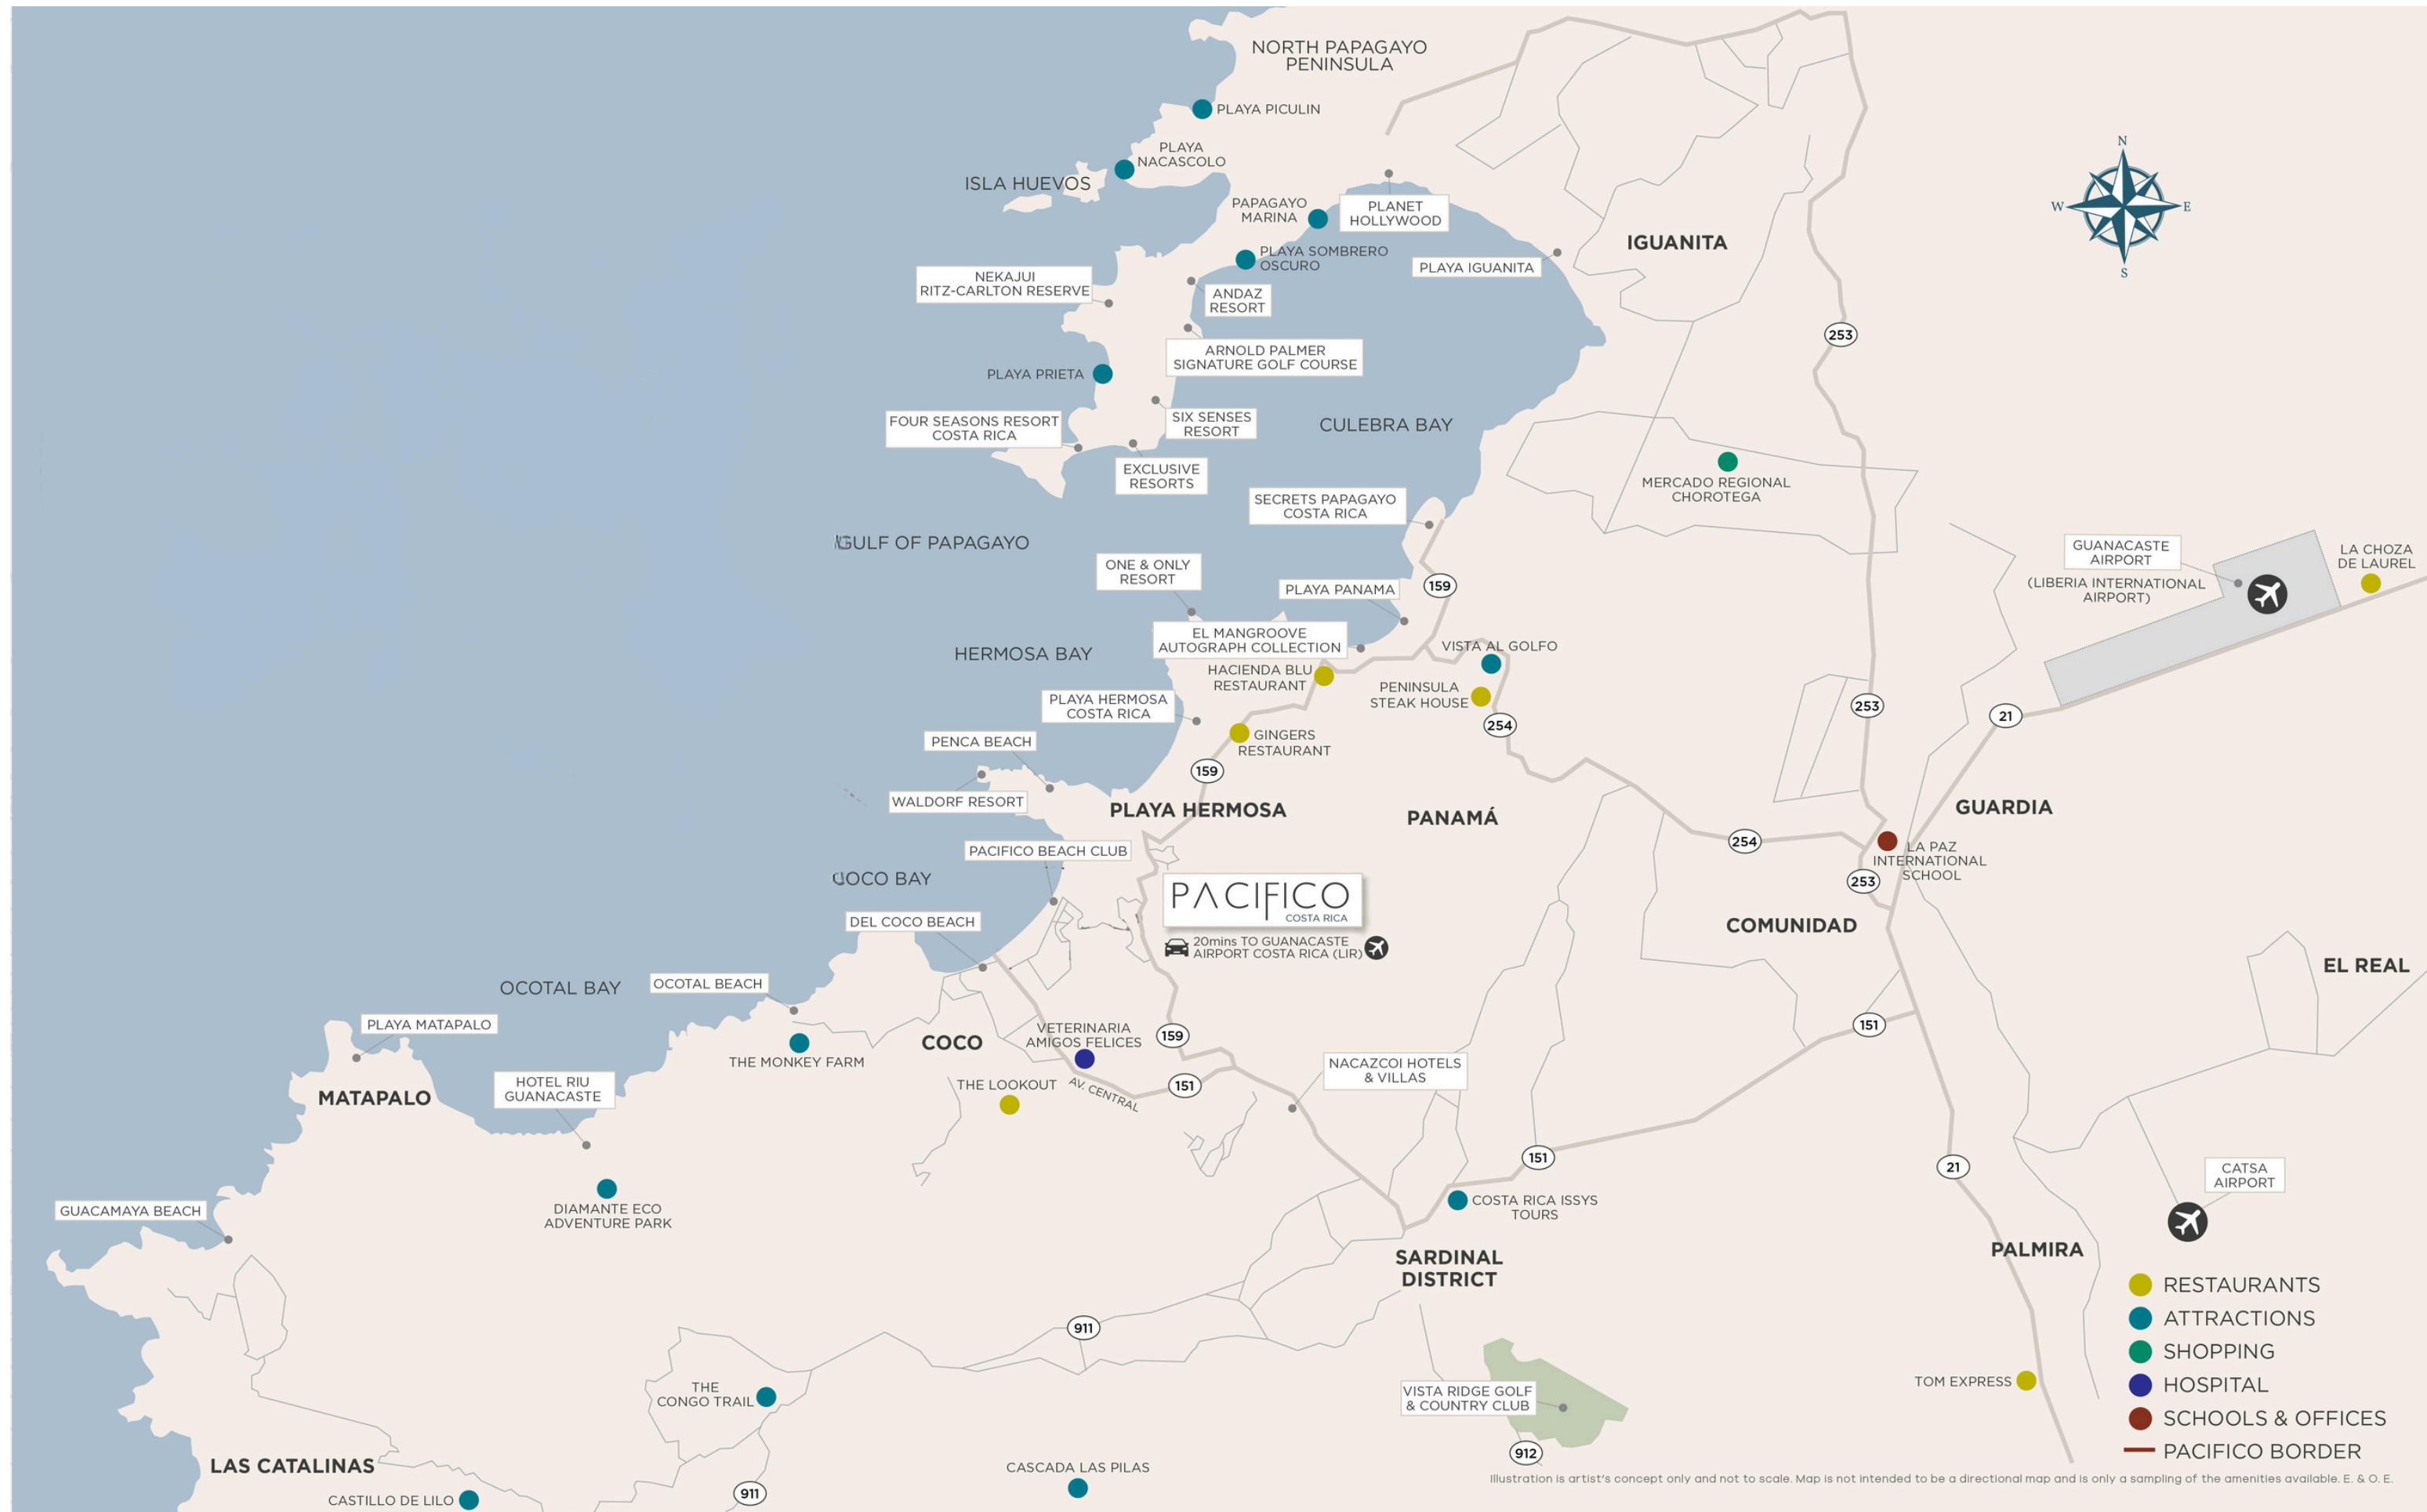 NORTH PAPAGAYO
PENINSULA
PLAYA PICULIN
PLAYA
NACASCOLO
ISLA HUEVOS
PAPAGAYO
MARINA
PLANET
HOLLYWOOD
PLAYA SOMBRERO
OSCURO
PLAYA IGUANITA
IGUANITA
N
W
E
S
NEKAJUI
RITZ-CARLTON RESERVE
ANDAZ
RESORT
253
ARNOLD PALMER
SIGNATURE GOLF COURSE
PLAYA PRIETA
FOUR SEASONS RESORT
COSTA RICA
SIX SENSES
RESORT
CULEBRA BAY
EXCLUSIVE
RESORTS
MERCADO REGIONAL
CHOROTEGA
SECRETS PAPAGAYO
COSTA RICA
GULF OF PAPAGAYO
GUANACASTE
AIRPORT
(LIBERIA INTERNATIONAL
AIRPORT)
LA CHOZA
DE LAUREL
ONE & ONLY
RESORT
PLAYA PANAMA
159
EL MANGROOVE
AUTOGRAPH COLLECTION
HERMOSA BAY
VISTA AL GOLFO
HACIENDA BLU
RESTAURANT
PENINSULA
STEAK HOUSE
PLAYA HERMOSA
COSTA RICA
253
21
254
GINGERS
RESTAURANT
PENCA BEACH
159
WALDORF RESORT
PLAYA HERMOSA
PANAMÁ
GUARDIA
254
PACIFICO BEACH CLUB
LA PAZ
INTERNATIONAL
SCHOOL
253
COCO BAY
PACIFICO
COSTA RICA
DEL COCO BEACH
COMUNIDAD
20mins TO GUANACASTE
AIRPORT COSTA RICA (LIR)
EL REAL
OCOTAL BAY
OCOTAL BEACH
PLAYA MATAPALO
151
COCO
VETERINARIA
AMIGOS FELICES
159
THE MONKEY FARM
NACAZCOI HOTELS
& VILLAS
HOTEL RIU
GUANACASTE
MATAPALO
THE LOOKOUT
AV. CENTRAL
151
151
21
CATSA
AIRPORT
GUACAMAYA BEACH
DIAMANTE ECO
ADVENTURE PARK
COSTA RICA ISSYS
TOURS
SARDINAL
DISTRICT
PALMIRA
RESTAURANTS
ATTRACTIONS
SHOPPING
HOSPITAL
SCHOOLS & OFFICES
PACIFICO BORDER
911
THE
CONGO TRAIL
VISTA RIDGE GOLF
& COUNTRY CLUB
TOM EXPRESS
912
LAS CATALINAS
CASCADA LAS PILAS
911
CASTILLO DE LILO
Illustration is artist's concept only and not to scale. Map is not intended to be a directional map and is only a sampling of the amenities available. E. & O. E.